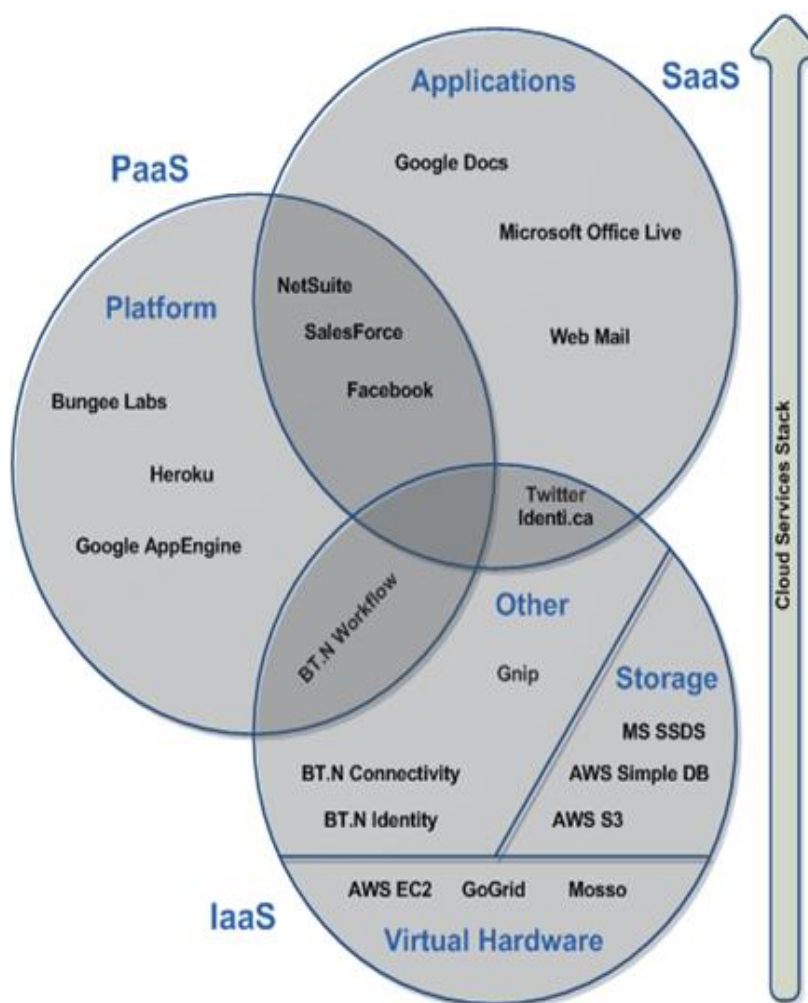 Applications
SaaS
Google Docs
PaaS
Microsoft Office Live
NetSuite
Platform
SalesForce
Web Mail
Facebook
Bungee Labs
Heroku
Twitter
Identi.ca
Google AppEngine
Cloud Services Stack
Other
BT.N Workflow
Gnip
Storage
MS SSDS
BT.N Connectivity
AWS Simple DB
BT.N Identity
AWS S3
AWS EC2 GoGrid Mosso
IaaS
Virtual Hardware